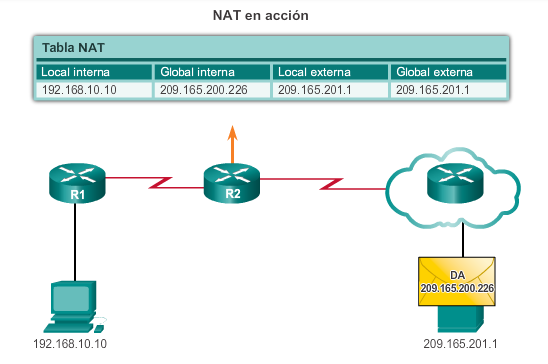 NAT en acción
Tabla NAT
Local interna Global interna Local externa Global externa
192.168.10.10 209.165.200.226 209.165.201.1 209.165.201.1
R1 R2
DA
209.165.200.226
192.168.10.10 209.165.201.1